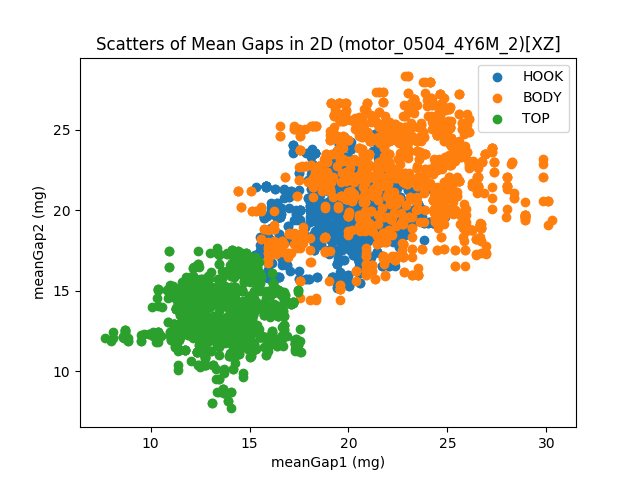 Scatters of Mean Gaps in 2D (motor_0504_4Y6M_2)[XZ]
HOOK
BODY
TOP
meanGap2 (mg)
25
20
15
10
10 15 20 25 30
meanGap1 (mg)